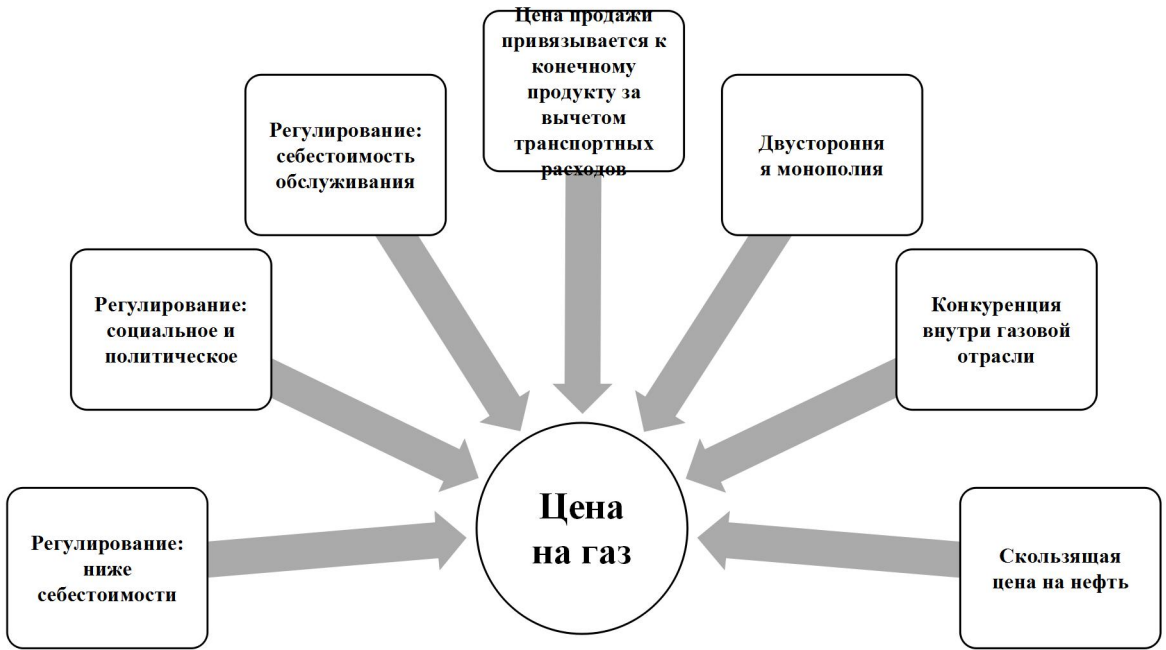 Цена продажи
привязывается к
конечному
продукту за
вычетом
транспортных
расходов
Регулирование:
себестоимость
обслуживания
Двустороння
я монополия
Регулирование:
социальное и
политическое
Конкуренция
внутри газовой
отрасли
Регулирование:
ниже
себестоимости
Цена
на газ
Скользящая
цена на нефть